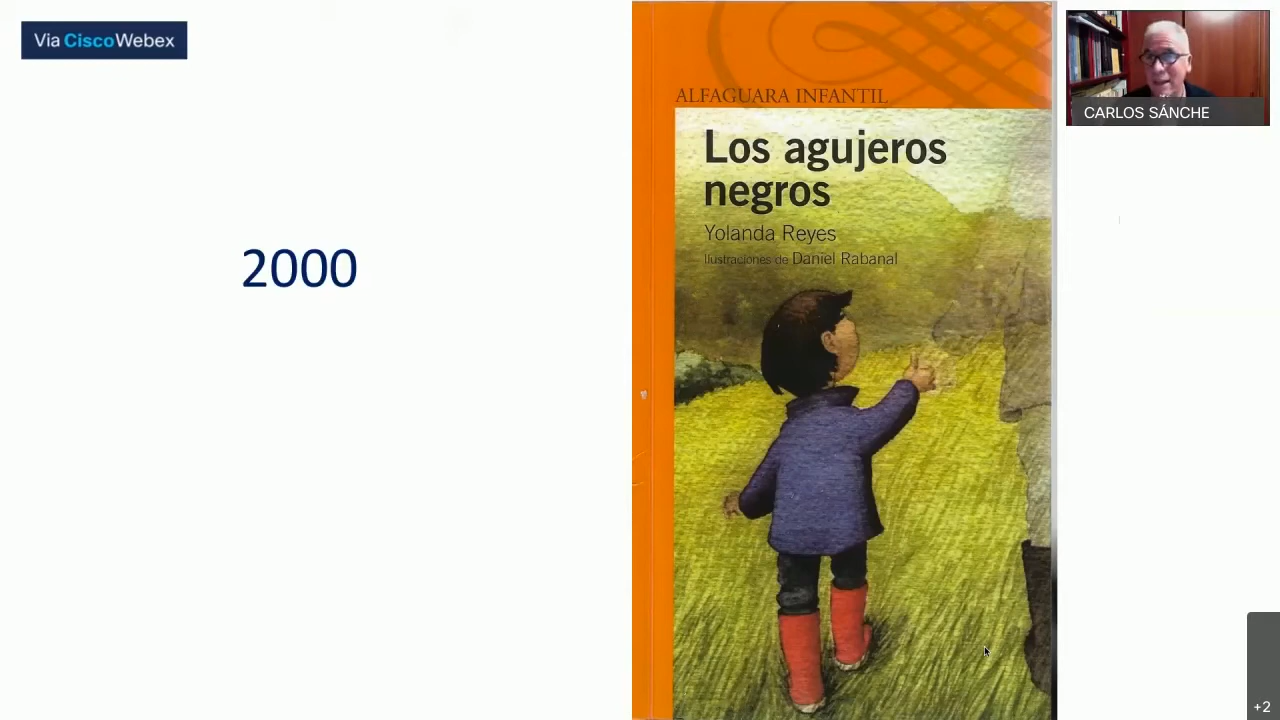 Via CiscoWebex
2000
ALFAGUARA INFANTIL
Los agujeros
negros
Yolanda Reyes
Ilustraciones de Daniel Rabanal
CARLOS SÁNCHE
+2